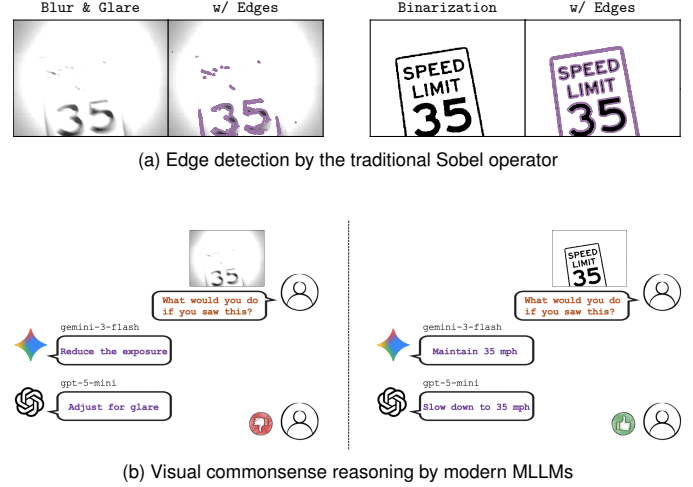 Blur & Glare w/ Edges Binarization w/ Edges
35 35 SPEED SPEED
LIMIT LIMIT
35 35
(a) Edge detection by the traditional Sobel operator
35 SPEED
LIMIT
35
What would you do
if you saw this?
What would you do
if you saw this?
gemini-3-flash
Reduce the exposure
gemini-3-flash
Maintain 35 mph
gpt-5-mini
Adjust for glare
gpt-5-mini
Slow down to 35 mph
(b) Visual commonsense reasoning by modern MLLMs